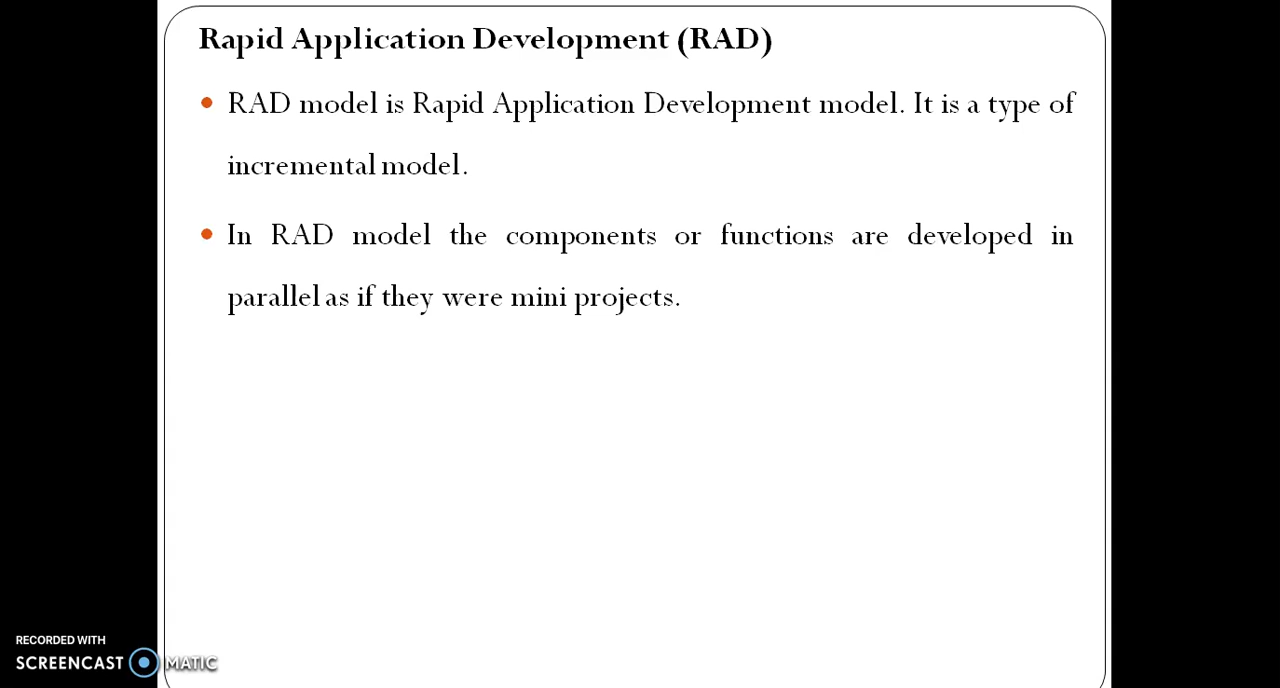 Rapid Application Development (RAD)
RAD model is Rapid Application Development model. It is a type of
incremental model.
In RAD model the components or functions are developed in
parallel as if they were mini projects.
RECORDED WITH
SCREENCAST MATIC